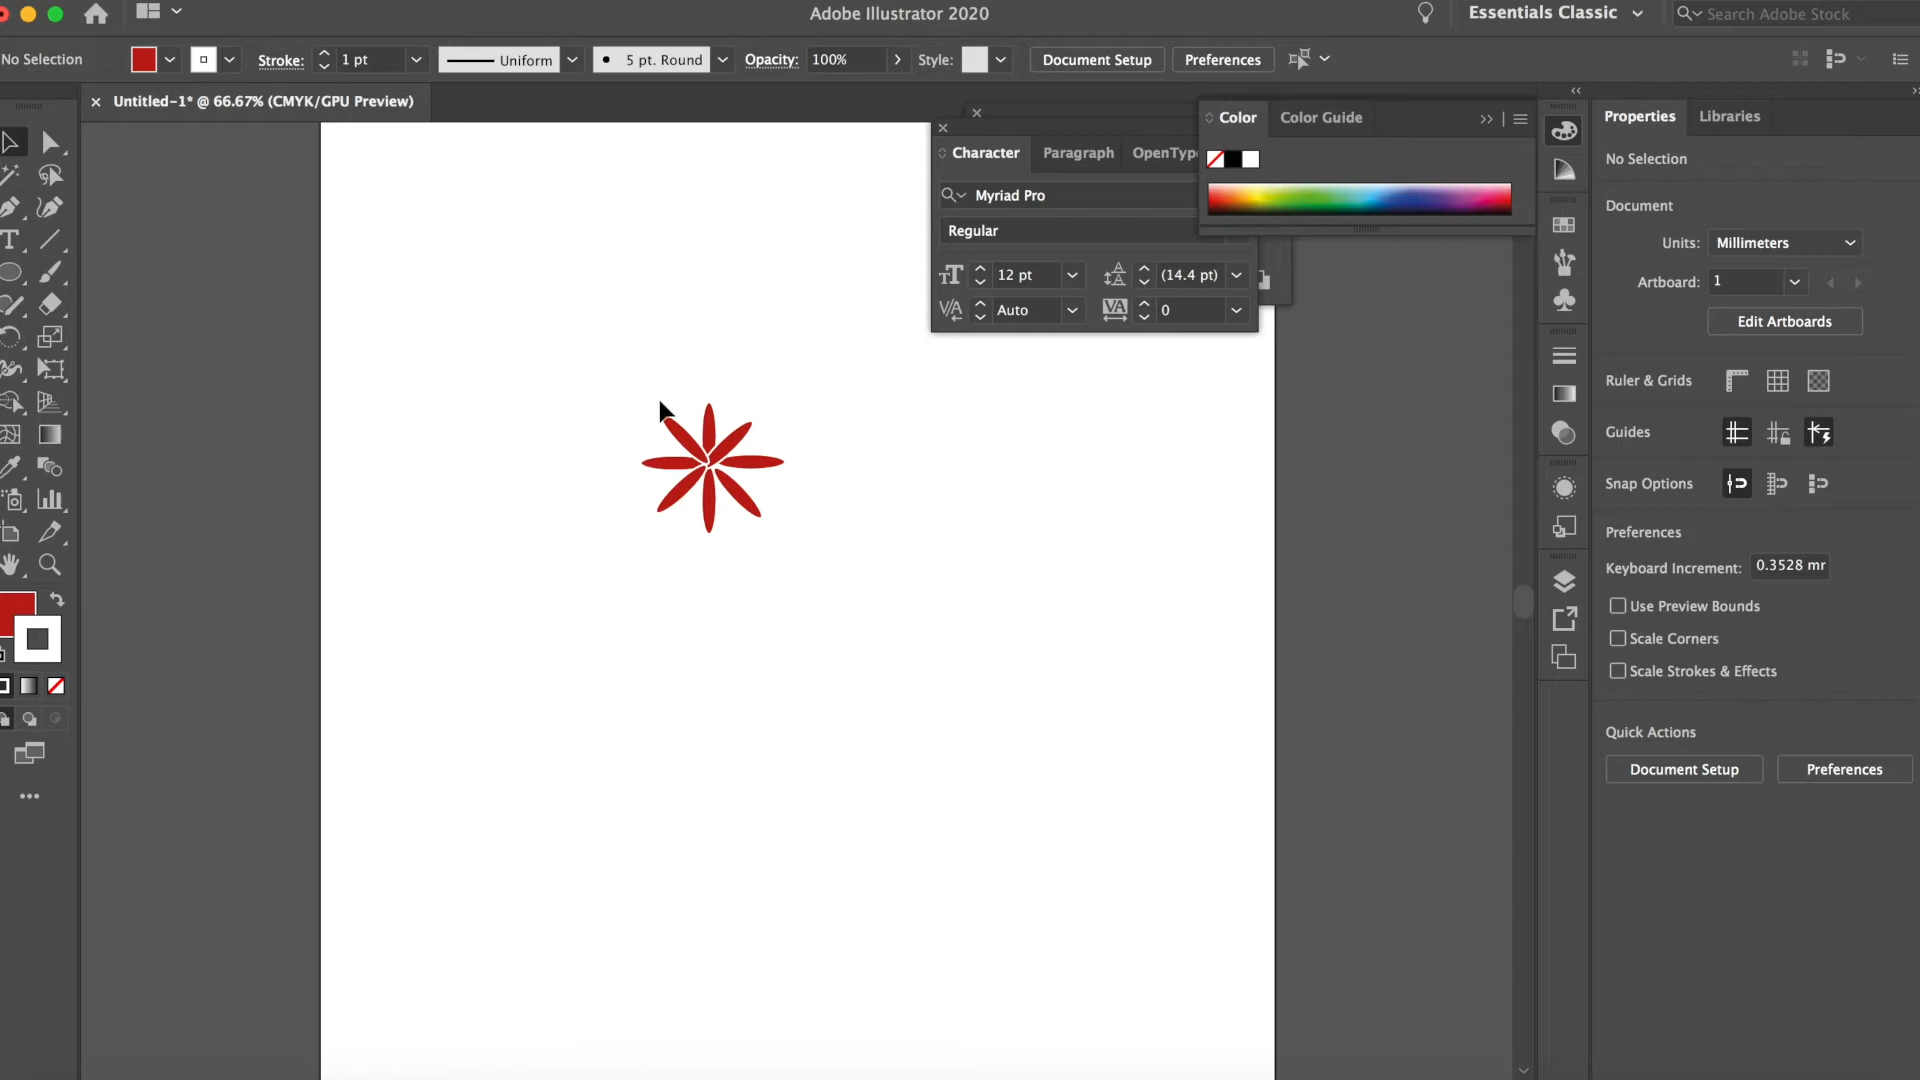 Adobe Illustrator 2020
Essentials Classic
Search Adobe Stock
No Selection
Stroke: 1 pt
Uniform
5 pt. Round
Opacity: 100%
Style:
Document Setup
Preferences
Untitled-1* @ 66.67% (CMYK/GPU Preview)
Character
Paragraph
OpenType
Myriad Pro
Regular
12 pt
(14.4 pt)
Auto
0
Color
Color Guide
Properties
Libraries
No Selection
Document
Units: Millimeters
Artboard: 1
Edit Artboards
Ruler & Grids
Guides
Snap Options
Preferences
Keyboard Increment: 0.3528 mr
Use Preview Bounds
Scale Corners
Scale Strokes & Effects
Quick Actions
Document Setup
Preferences